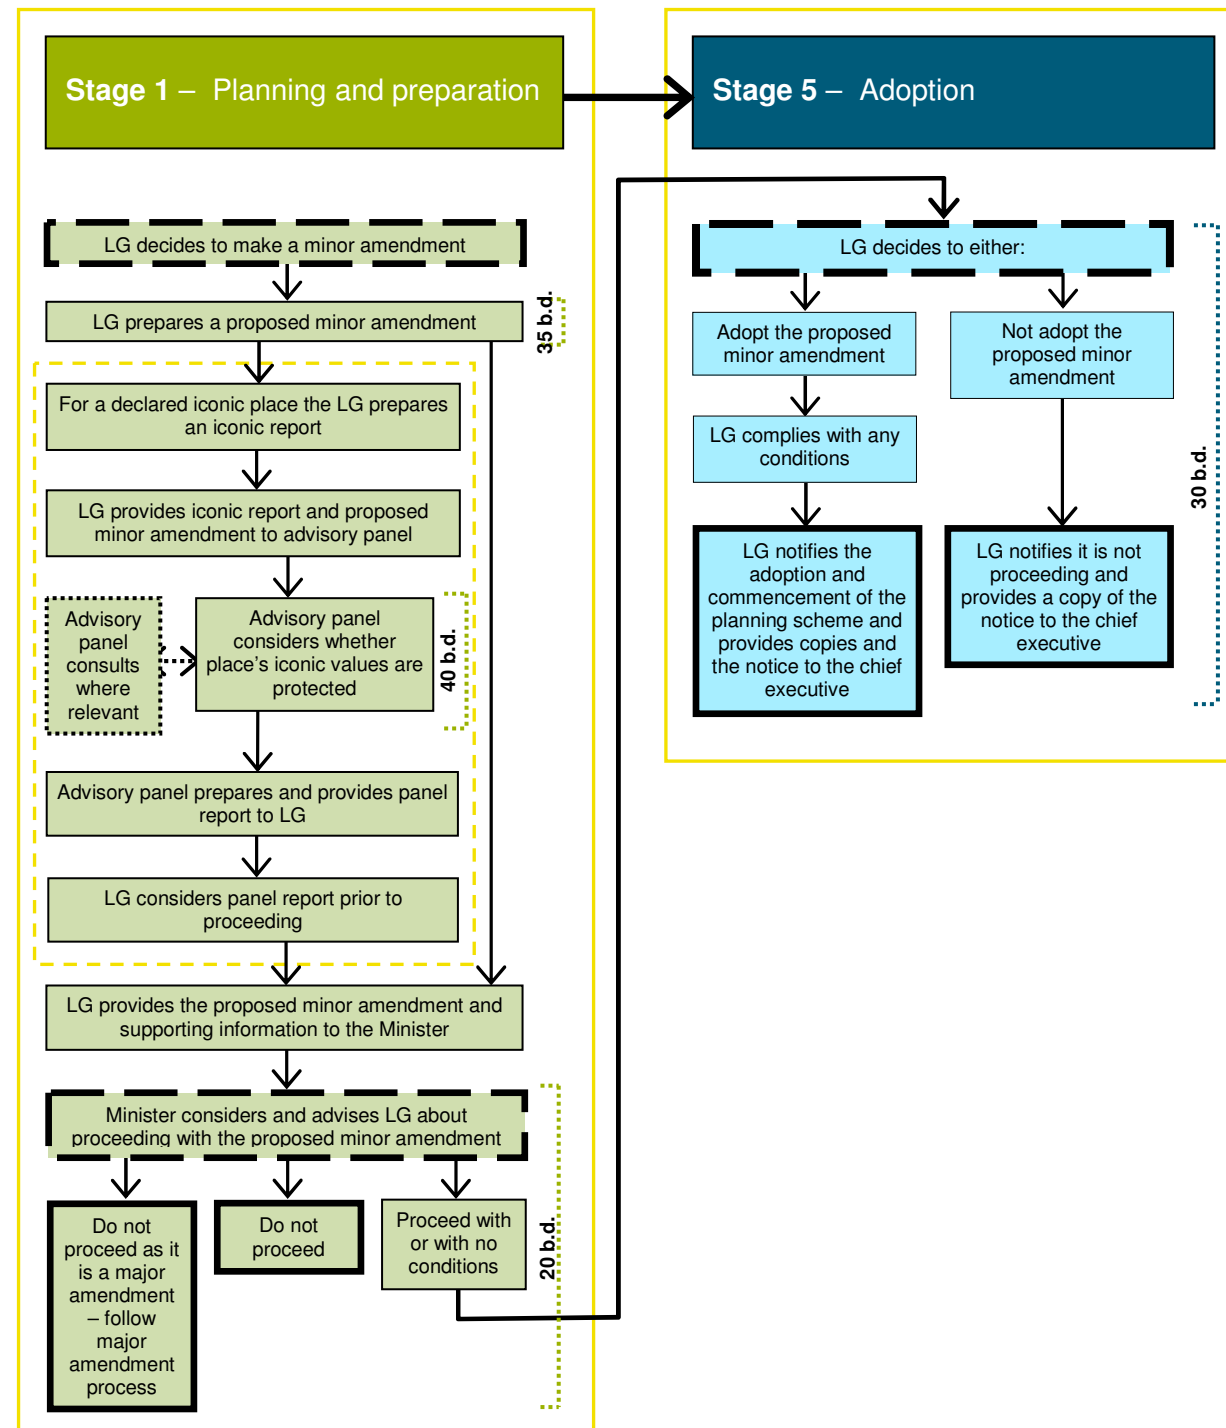 Stage 1 – Planning and preparation
LG decides to make a minor amendment
LG prepares a proposed minor amendment
35 b.d.
For a declared iconic place the LG prepares
an iconic report
LG provides iconic report and proposed
minor amendment to advisory panel
Advisory
panel
consults
where
relevant
Advisory panel
considers whether
place's iconic values are
protected
40 b.d.
Advisory panel prepares and provides panel
report to LG
LG considers panel report prior to
proceeding
LG provides the proposed minor amendment and
supporting information to the Minister
Minister considers and advises LG about
proceeding with the proposed minor amendment
Do not
proceed as it
is a major
amendment
– follow
major
amendment
process
Do not
proceed
Proceed with
or with no
conditions
20 b.d.
Stage 5 – Adoption
LG decides to either:
Adopt the proposed
minor amendment
Not adopt the
proposed minor
amendment
LG complies with any
conditions
LG notifies the
adoption and
commencement of the
planning scheme and
provides copies and
the notice to the chief
executive
LG notifies it is not
proceeding and
provides a copy of the
notice to the chief
executive
30 b.d.